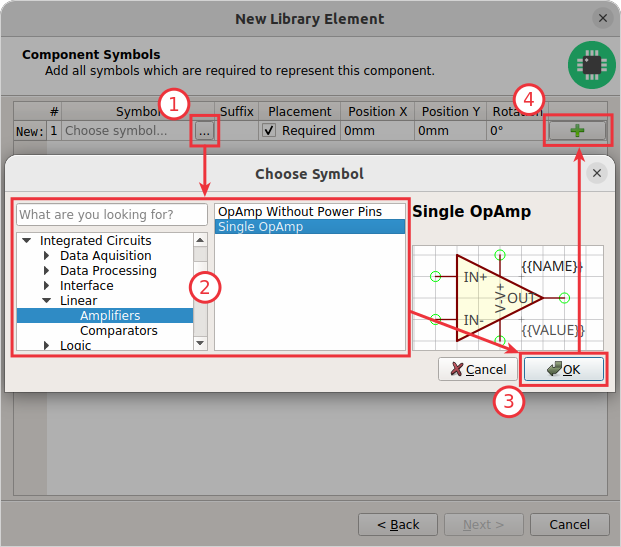 New Library Element
Component Symbols
Add all symbols which are required to represent this component.
# Symbol Suffix Placement Position X Position Y Rotation
New: 1 Choose symbol... ... Required 0mm 0mm 0°
1
4
Choose Symbol
What are you looking for?
Integrated Circuits
Data Aquisition
Data Processing
Interface
Linear
Amplifiers
Comparators
Logic
OpAmp Without Power Pins
Single OpAmp
2
Single OpAmp
{{NAME}}
IN+
V+
V-
OUT
IN-
{{VALUE}}
Cancel
OK
3
< Back
Next >
Cancel